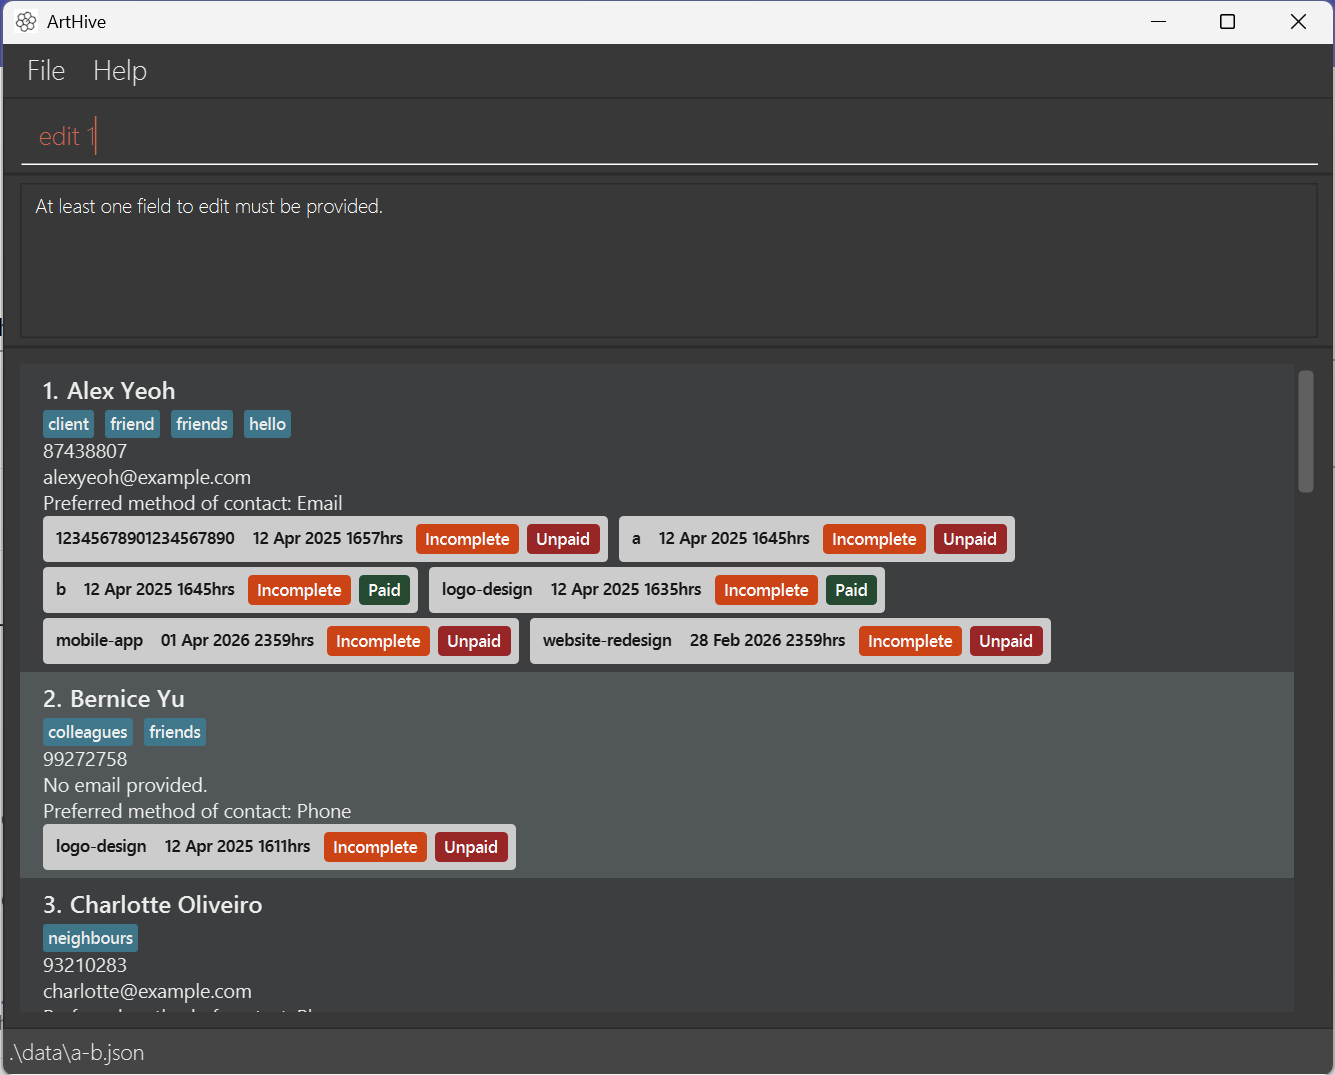 ArtHive
File Help
edit 1
At least one field to edit must be provided.
1. Alex Yeoh
client friend friends hello
87438807
alexyeoh@example.com
Preferred method of contact: Email
12345678901234567890 12 Apr 2025 1657hrs Incomplete Unpaid a 12 Apr 2025 1645hrs Incomplete Unpaid
b 12 Apr 2025 1645hrs Incomplete Paid logo-design 12 Apr 2025 1635hrs Incomplete Paid
mobile-app 01 Apr 2026 2359hrs Incomplete Unpaid website-redesign 28 Feb 2026 2359hrs Incomplete Unpaid
2. Bernice Yu
colleagues friends
99272758
No email provided.
Preferred method of contact: Phone
logo-design 12 Apr 2025 1611hrs Incomplete Unpaid
3. Charlotte Oliveiro
neighbours
93210283
charlotte@example.com
.\data\a-b.json